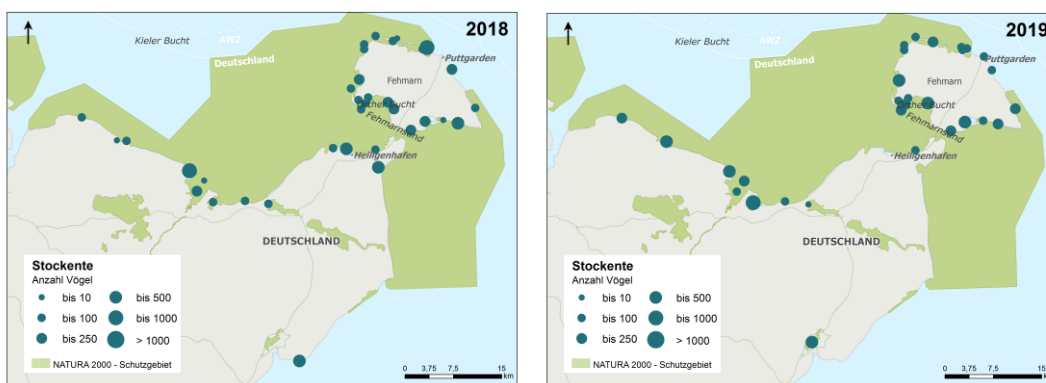 2018
Kieler Bucht
AWZ
Deutschland
Puttgarden
Fehmarn
Orther Bucht
Fehmarnsund
Heiligenhafen
DEUTSCHLAND
Stockente
Anzahl Vögel
bis 10 bis 500
bis 100 bis 1000
bis 250 > 1000
NATURA 2000 - Schutzgebiet
0 3,75 7,5 15
km
2019
Kieler Bucht
AWZ
Deutschland
Puttgarden
Fehmarn
Orther Bucht
Fehmarnsund
Heiligenhafen
DEUTSCHLAND
Stockente
Anzahl Vögel
bis 10 bis 500
bis 100 bis 1000
bis 250 > 1000
NATURA 2000 - Schutzgebiet
0 3,75 7,5 15
km